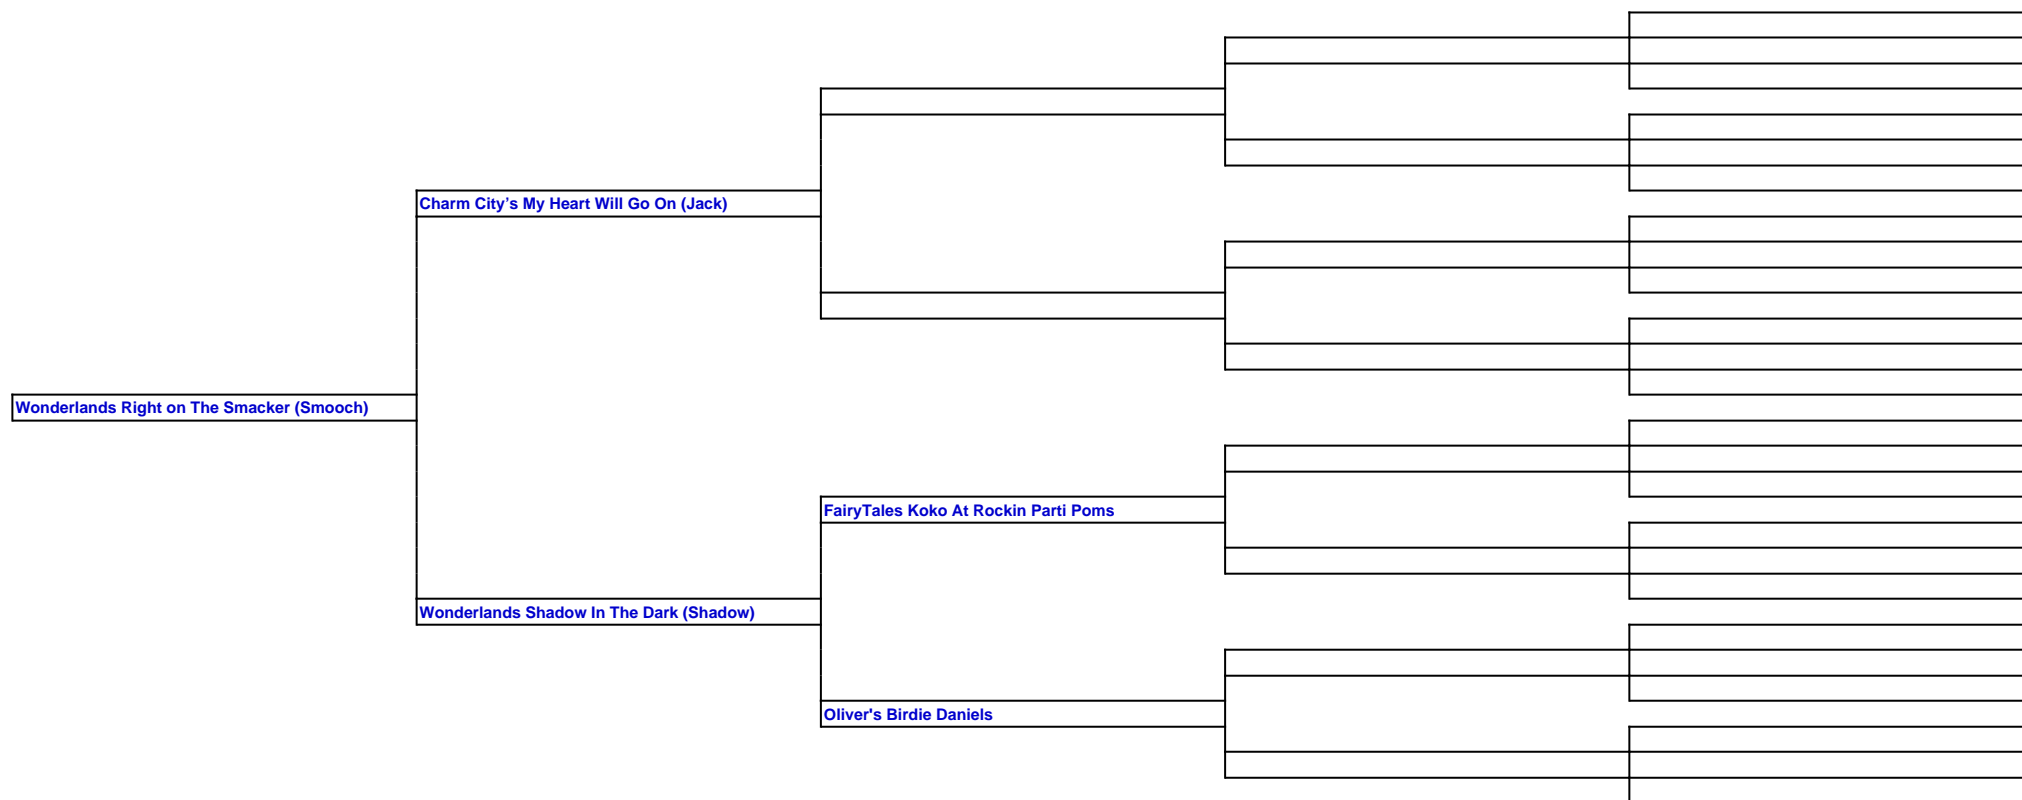 Charm City’s My Heart Will Go On (Jack)
Wonderlands Right on The Smacker (Smooch)
FairyTales Koko At Rockin Parti Poms
Wonderlands Shadow In The Dark (Shadow)
Oliver's Birdie Daniels